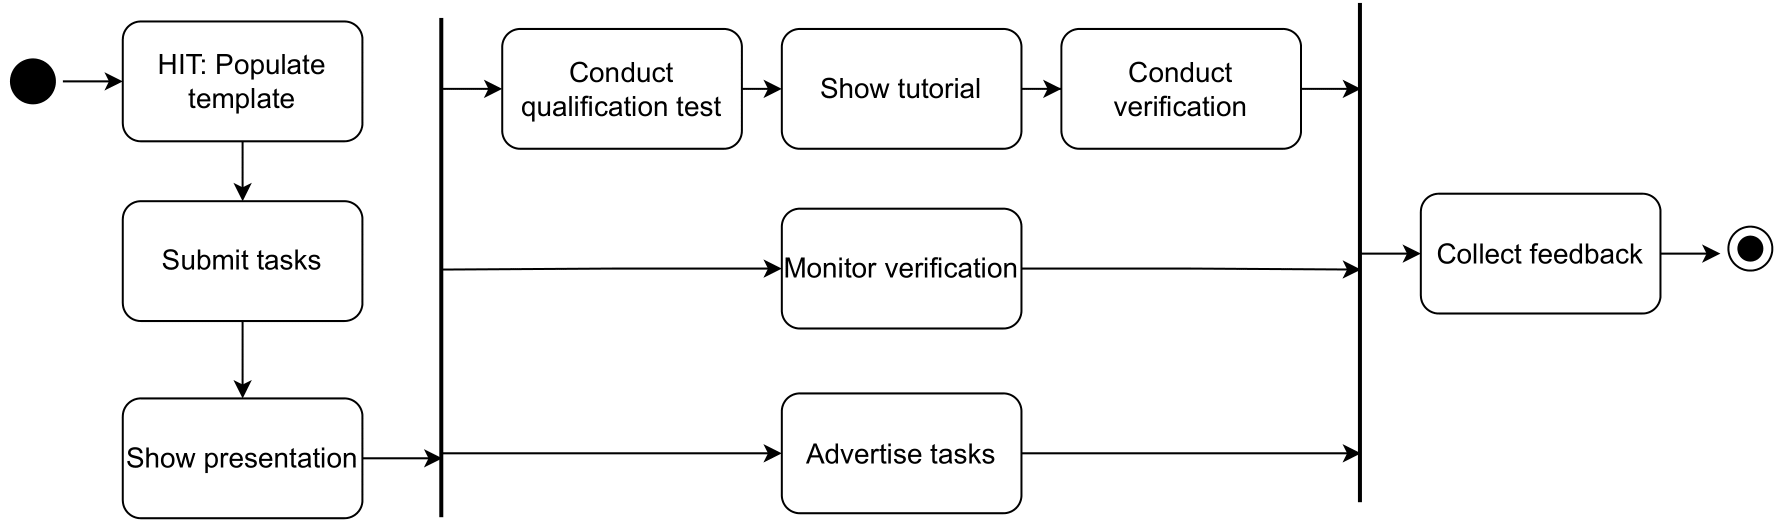 HIT: Populate
template
Submit tasks
Show presentation
Conduct
qualification test
Show tutorial
Conduct
verification
Monitor verification
Advertise tasks
Collect feedback